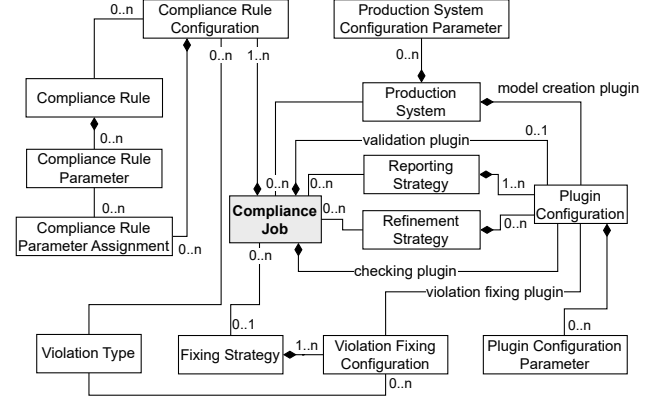 0..n
Compliance Rule
Configuration
Production System
Configuration Parameter
0..n
1..n
0..n
Compliance Rule
Production
System
model creation plugin
0..n
validation plugin
0..1
Compliance Rule
Parameter
0..n
0..n
Reporting
Strategy
1..n
Plugin
Configuration
0..n
Compliance
Job
0..n
Refinement
Strategy
0..n
Compliance Rule
Parameter Assignment
0..n
0..n
checking plugin
violation fixing plugin
0..1
0..n
Violation Type
Fixing Strategy
1..n
Violation Fixing
Configuration
Plugin Configuration
Parameter
0..n